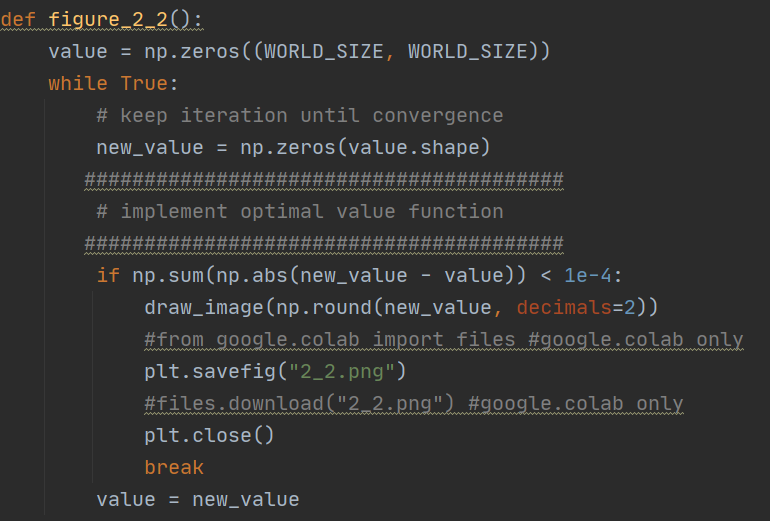 def figure_2_2():
    value = np.zeros((WORLD_SIZE, WORLD_SIZE))
    while True:
        # keep iteration until convergence
        new_value = np.zeros(value.shape)
       ########################################
        # implement optimal value function
       ########################################
        if np.sum(np.abs(new_value - value)) < 1e-4:
            draw_image(np.round(new_value, decimals=2))
            #from google.colab import files #google.colab only
            plt.savefig("2_2.png")
            #files.download("2_2.png") #google.colab only
            plt.close()
            break
        value = new_value